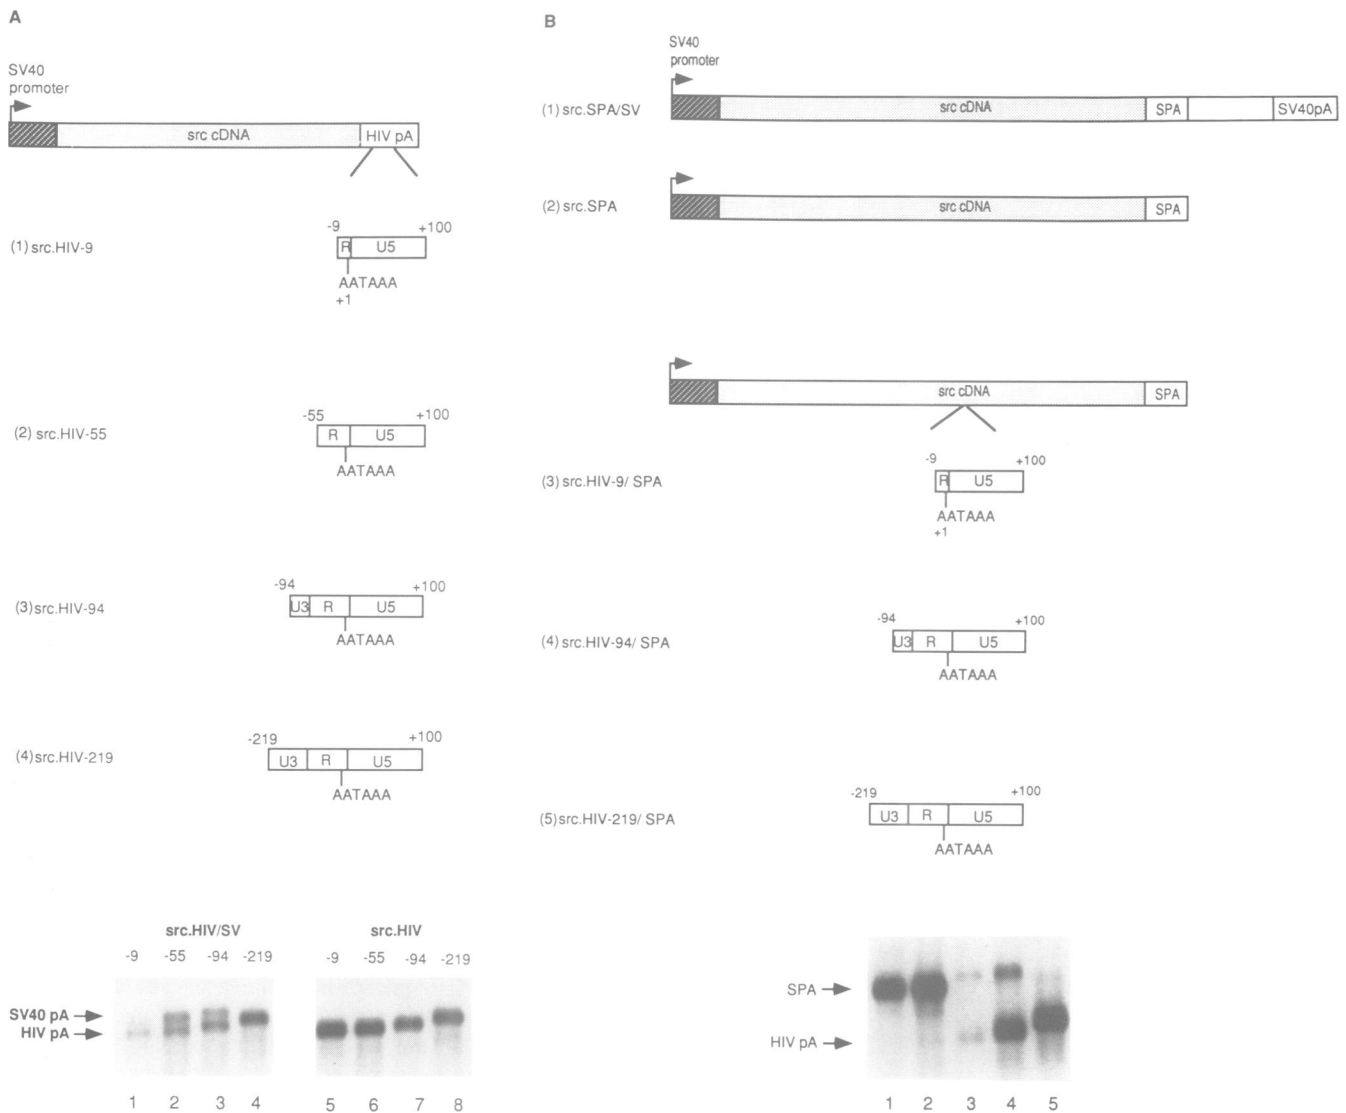 A
SV40
promoter
src cDNA
HIV pA
(1) src.HIV-9
-9
+100
R
U5
AATAAA
+1
(2) src.HIV-55
-55
+100
R
U5
AATAAA
(3)src.HIV-94
-94
+100
U3
R
U5
AATAAA
(4)src.HIV-219
-219
+100
U3
R
U5
AATAAA
src.HIV/SV
src.HIV
-9 -55 -94 -219
-9 -55 -94 -219
SV40 pA
HIV pA
1 2 3 4 5 6 7 8
B
SV40
promoter
(1) src.SPA/SV
src cDNA
SPA
SV40pA
(2) src.SPA
src cDNA
SPA
src cDNA
SPA
(3) src.HIV-9/ SPA
-9
+100
R
U5
AATAAA
+1
(4) src.HIV-94/ SPA
-94
+100
U3
R
U5
AATAAA
(5)src.HIV-219/ SPA
-219
+100
U3
R
U5
AATAAA
SPA
HIV pA
1 2 3 4 5